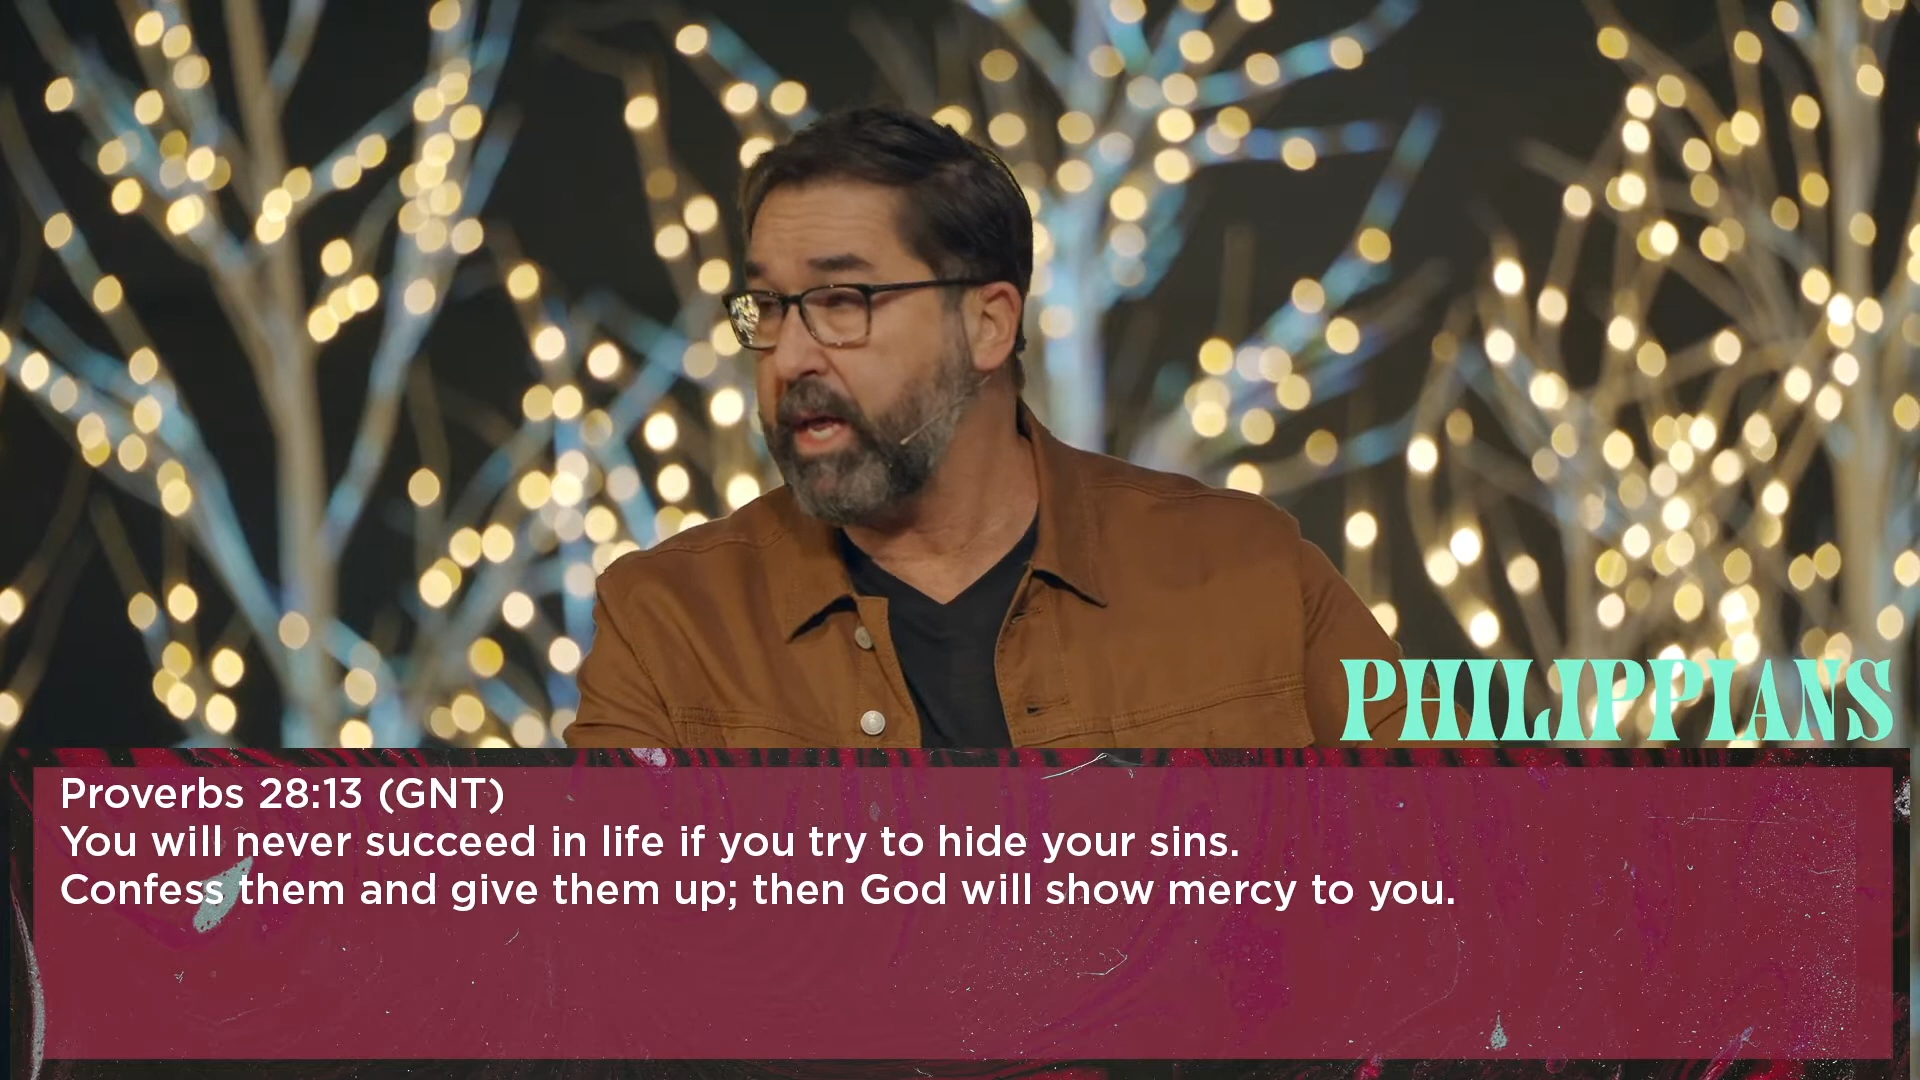 PHILIPPIANS
Proverbs 28:13 (GNT)
You will never succeed in life if you try to hide your sins.
Confess them and give them up; then God will show mercy to you.